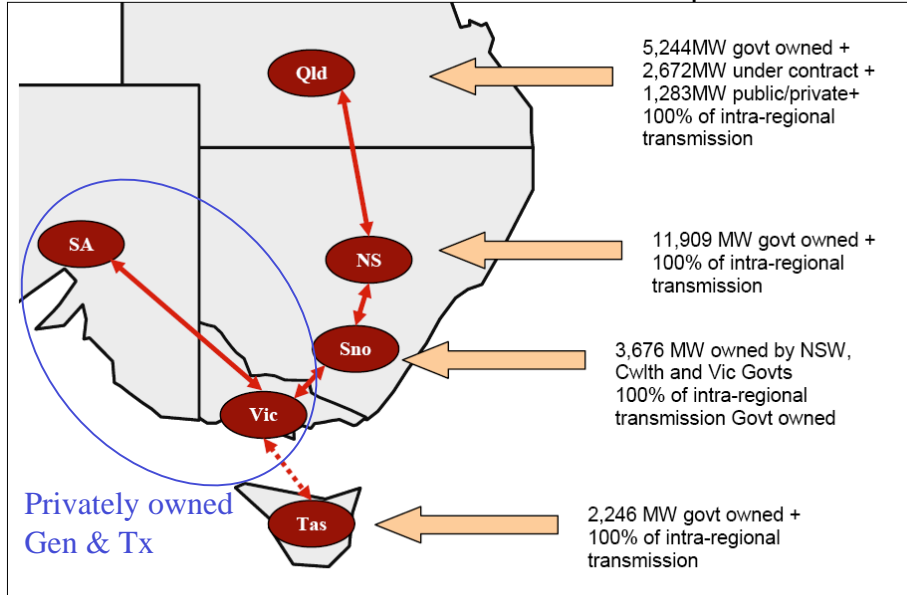 Qld
5,244MW govt owned +
2,672MW under contract +
1,283MW public/private+
100% of intra-regional
transmission
SA
NS
11,909 MW govt owned +
100% of intra-regional
transmission
Sno
3,676 MW owned by NSW,
Cwlth and Vic Govts
100% of intra-regional
transmission Govt owned
Vic
Privately owned
Gen & Tx
Tas
2,246 MW govt owned +
100% of intra-regional
transmission